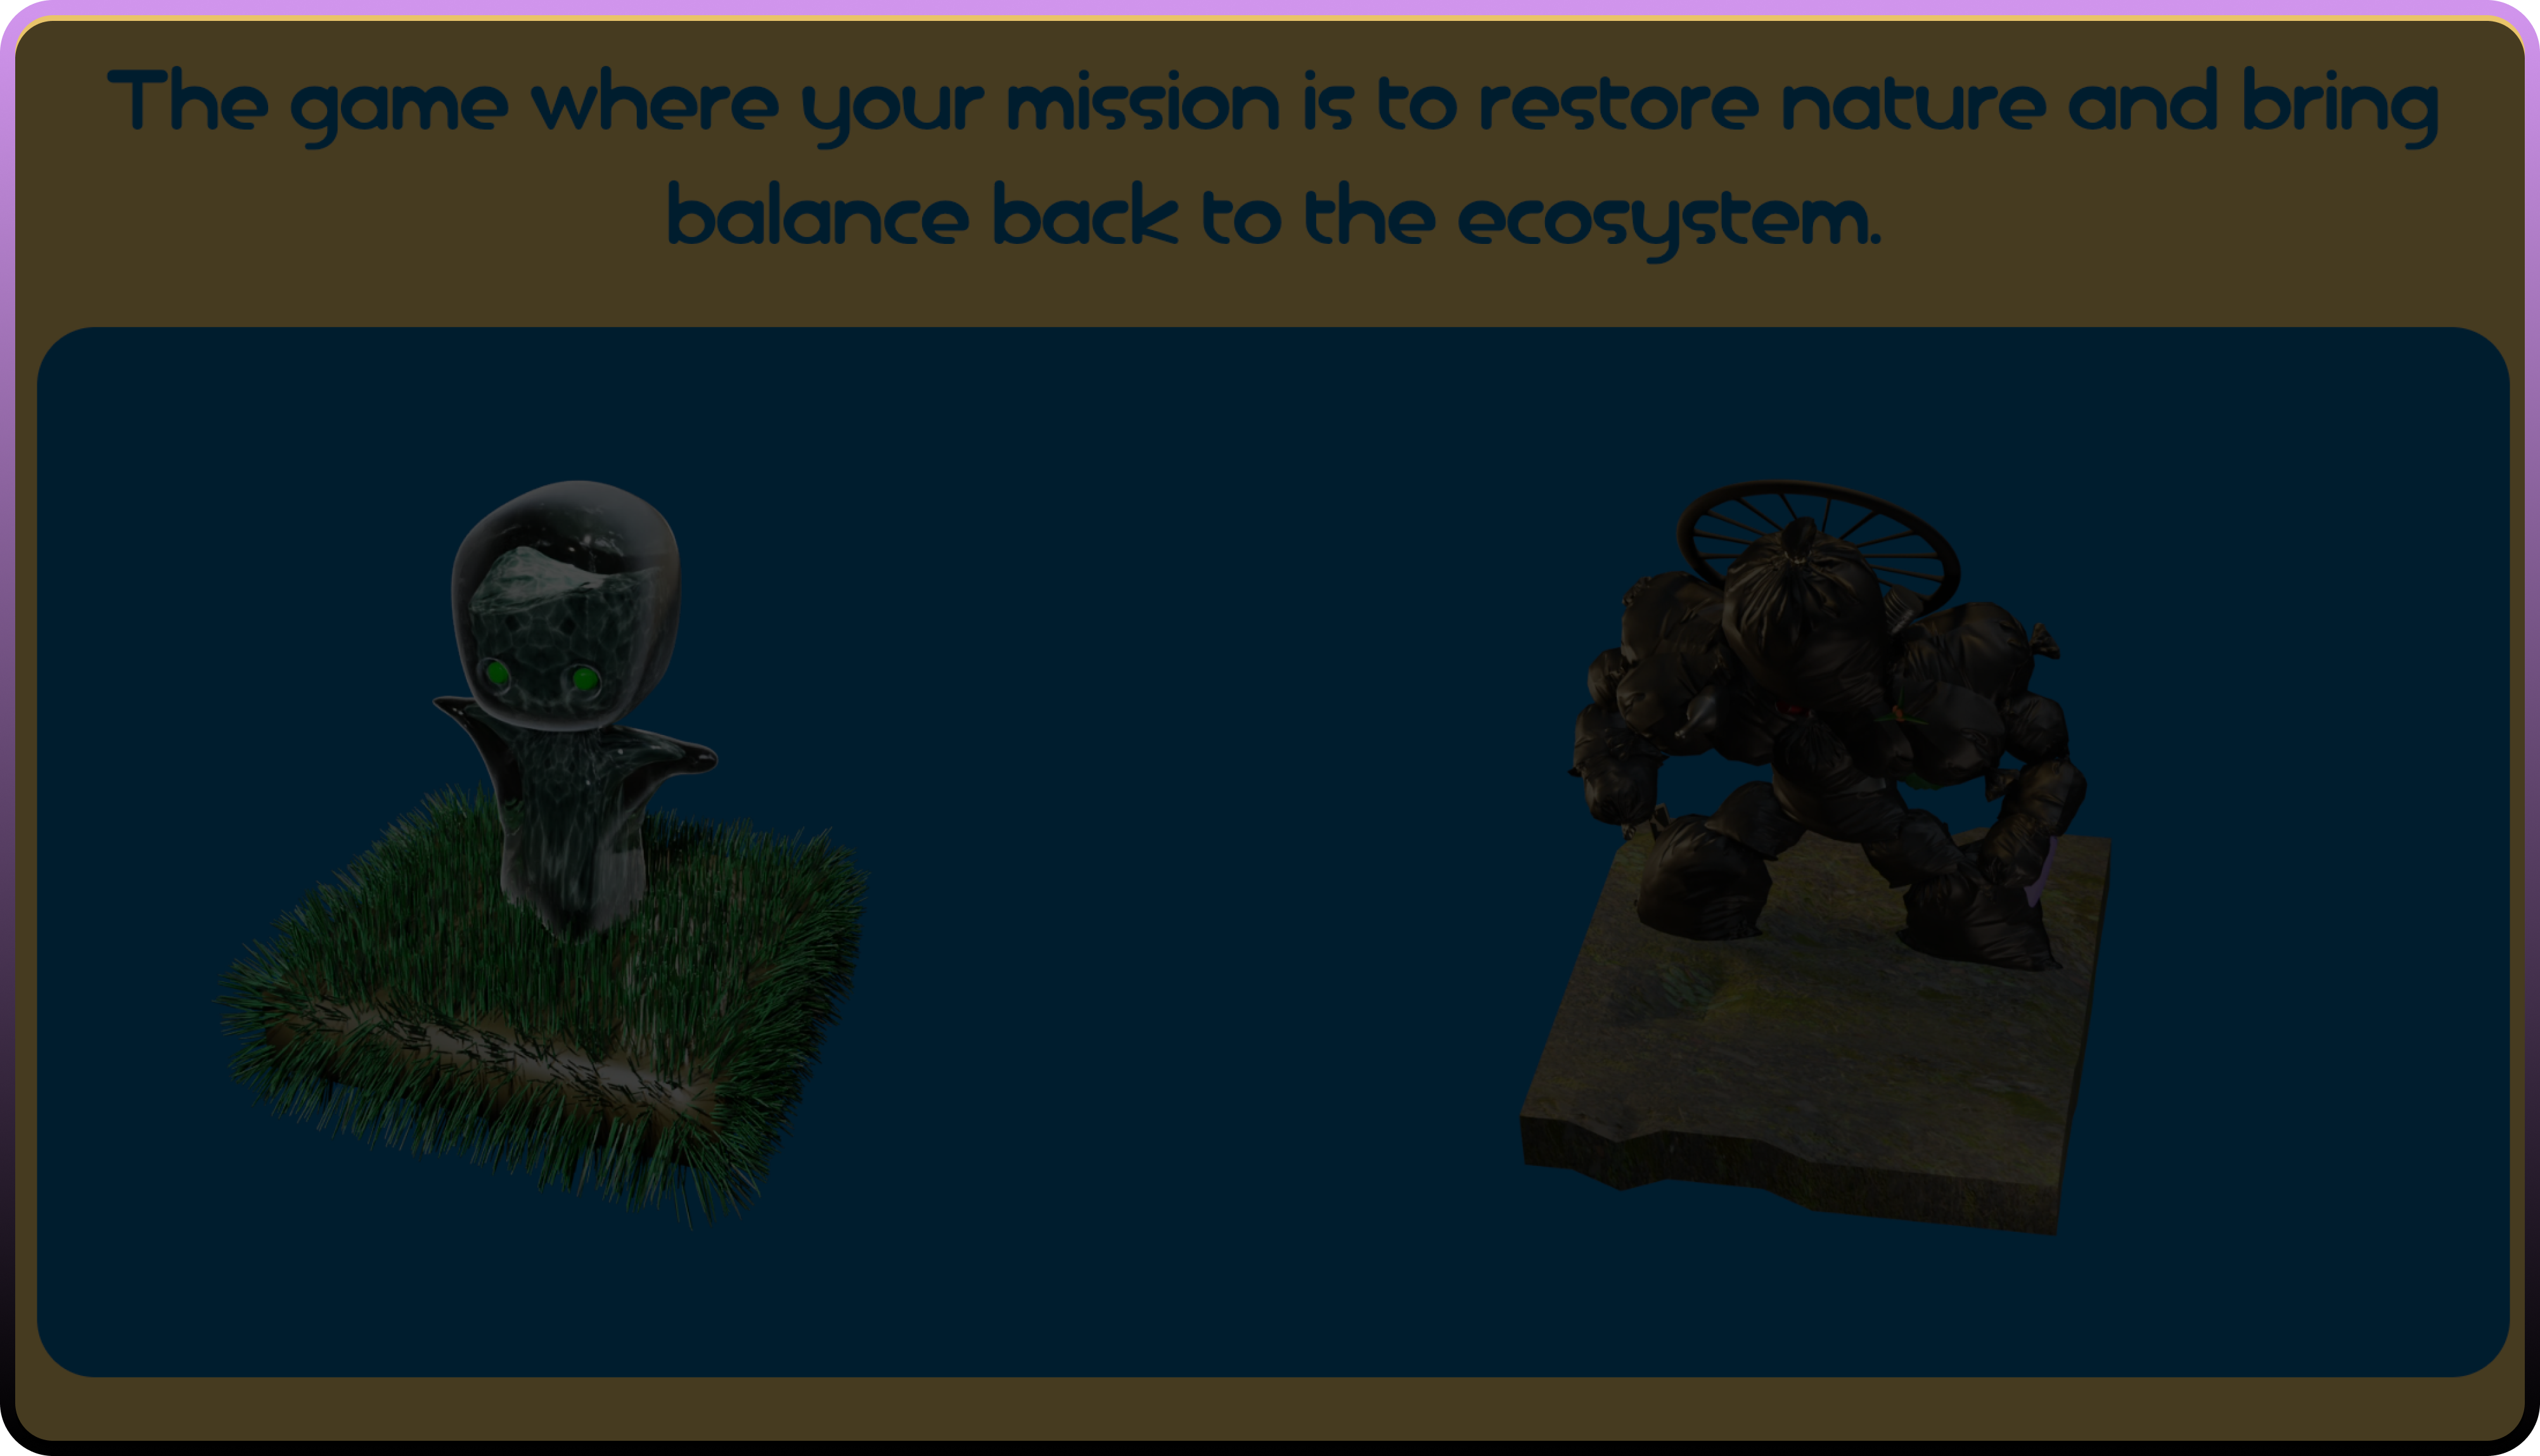 The game where your mission is to restore nature and bring
balance back to the ecosystem.